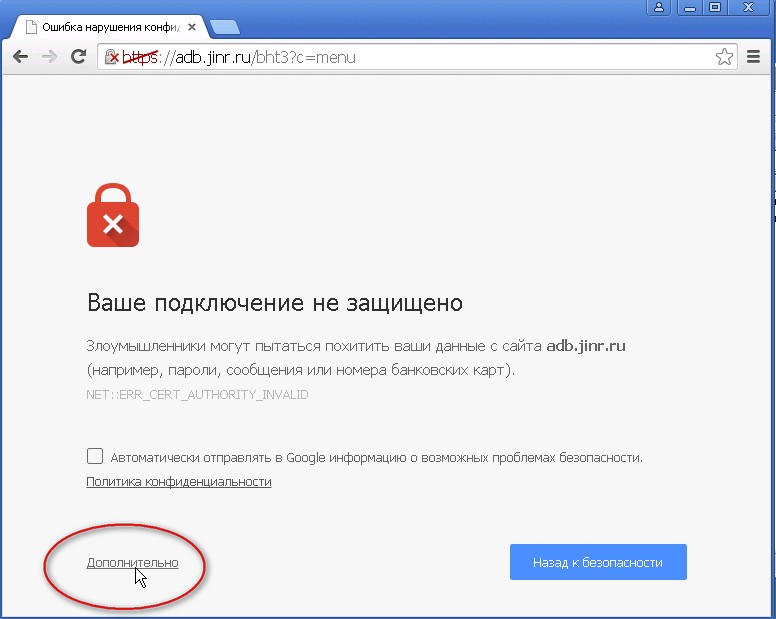 Ошибка нарушения конфи
https://adb.jinr.ru/bht3?c=menu
Ваше подключение не защищено
Злоумышленники могут пытаться похитить ваши данные с сайта adb.jinr.ru
(например, пароли, сообщения или номера банковских карт).
NET::ERR_CERT_AUTHORITY_INVALID
Автоматически отправлять в Google информацию о возможных проблемах безопасности.
Политика конфиденциальности
Дополнительно
Назад к безопасности